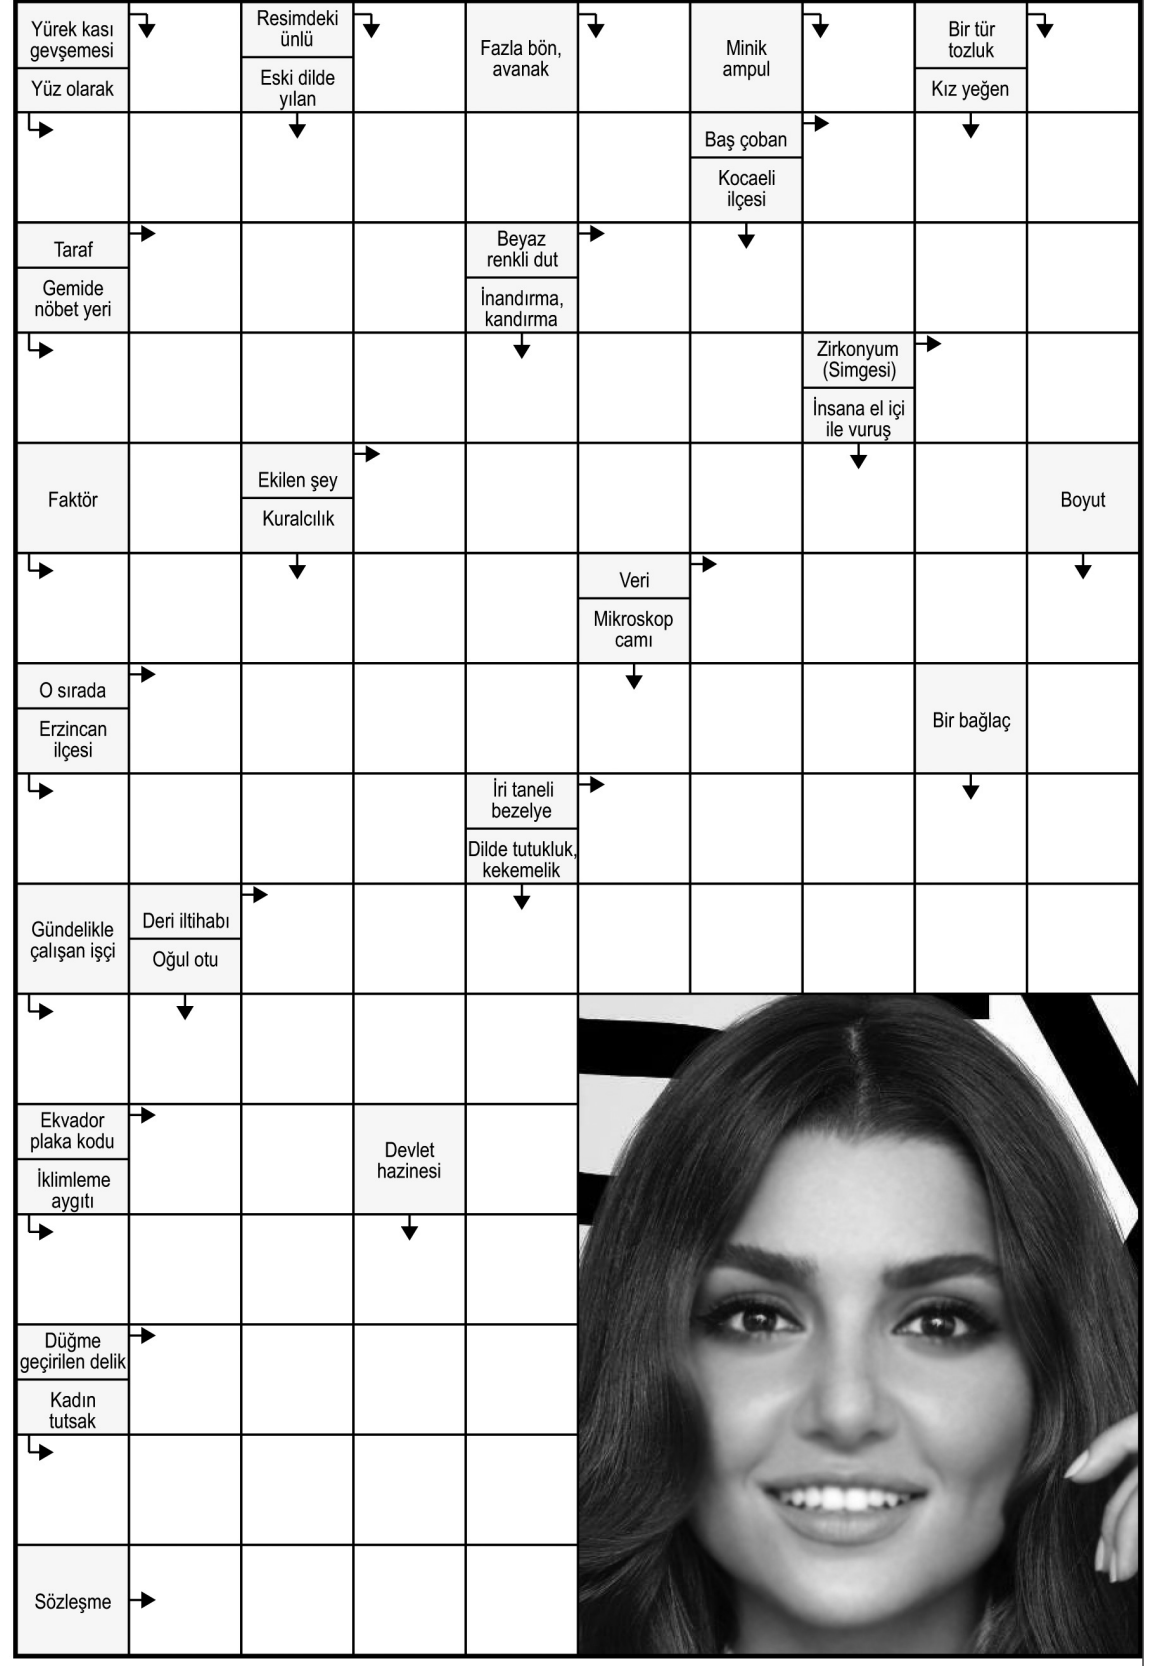 Yürek kası
gevşemesi
Yüz olarak
Resimdeki
ünlü
Eski dilde
yılan
Fazla bön,
avanak
Minik
ampul
Bir tür
tozluk
Kız yeğen
Baş çoban
Kocaeli
ilçesi
Taraf
Gemide
nöbet yeri
Beyaz
renkli dut
İnandırma,
kandırma
Zirkonyum
(Simgesi)
İnsana el içi
ile vuruş
Faktör
Ekilen şey
Kuralcılık
Boyut
Veri
Mikroskop
camı
O sırada
Erzincan
ilçesi
Bir bağlaç
İri taneli
bezelye
Dilde tutukluk,
kekemelik
Gündelikle
çalışan işçi
Deri iltihabı
Oğul otu
Ekvador
plaka kodu
İklimleme
aygıtı
Devlet
hazinesi
Düğme
geçirilen delik
Kadın
tutsak
Sözleşme